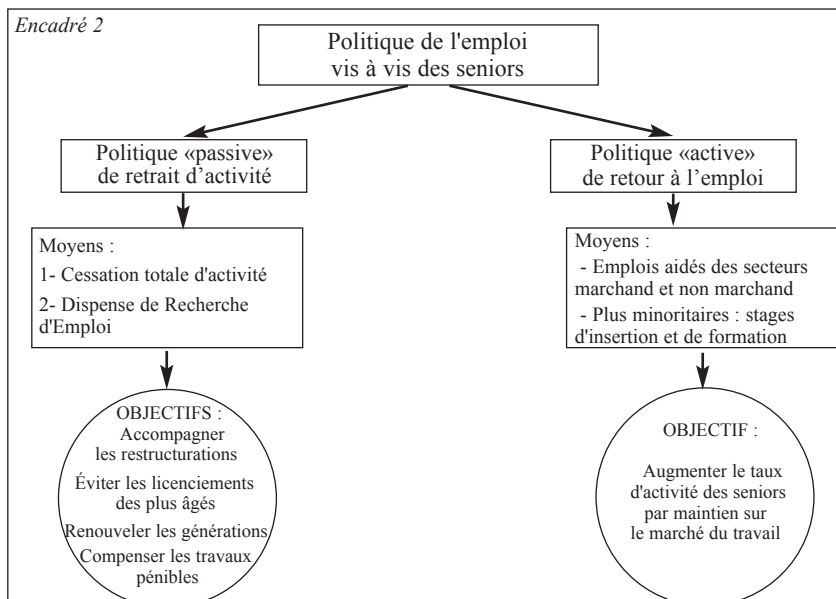 Encadré 2
Politique de l'emploi
vis à vis des seniors
Politique «passive»
de retrait d’activité
Moyens :
1- Cessation totale d'activité
2- Dispense de Recherche
d'Emploi
OBJECTIFS :
Accompagner
les restructurations
Éviter les licenciements
des plus âgés
Renouveler les générations
Compenser les travaux
pénibles
Politique «active»
de retour à l’emploi
Moyens :
- Emplois aidés des secteurs
marchand et non marchand
- Plus minoritaires : stages
d'insertion et de formation
OBJECTIF :
Augmenter le taux
d'activité des seniors
par maintien sur
le marché du travail